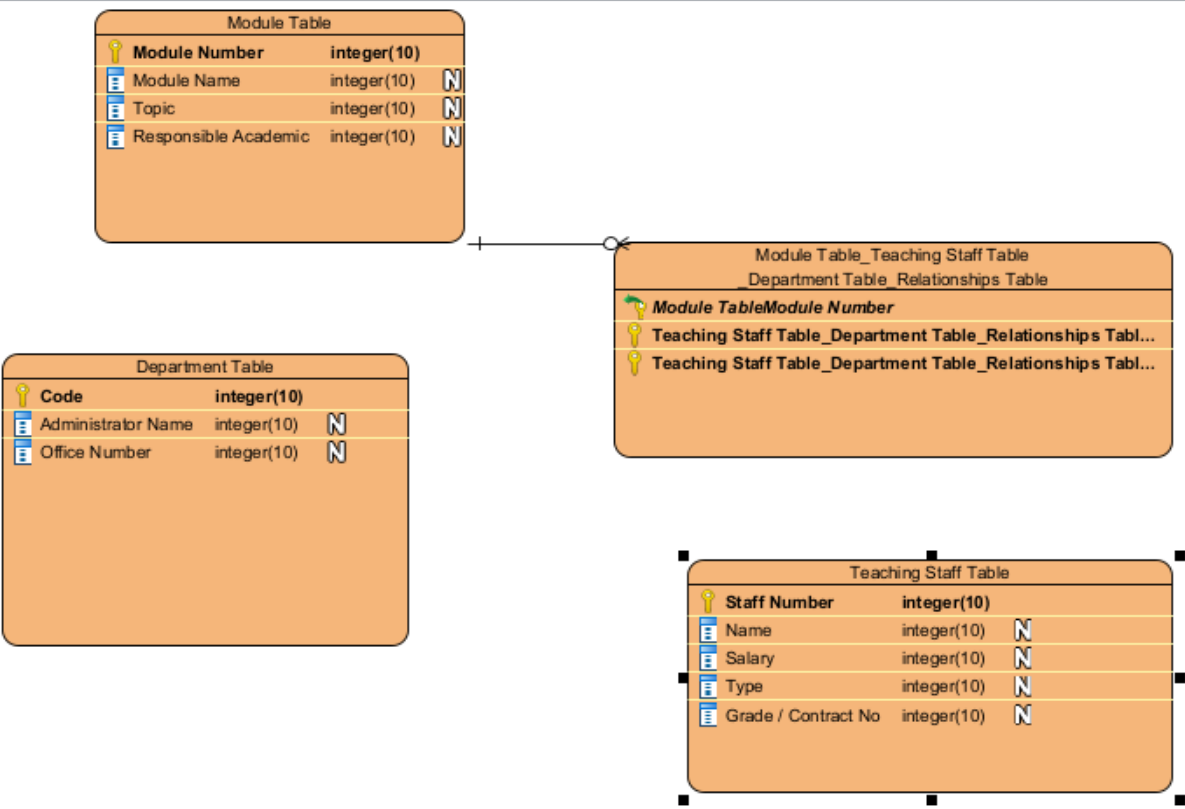 Module Table
Module Number integer(10)
Module Name integer(10) N
Topic integer(10) N
Responsible Academic integer(10) N
Module Table_Teaching Staff Table
_Department Table_Relationships Table
Module TableModule Number
Teaching Staff Table_Department Table_Relationships Tabl...
Teaching Staff Table_Department Table_Relationships Tabl...
Department Table
Code integer(10)
Administrator Name integer(10) N
Office Number integer(10) N
Teaching Staff Table
Staff Number integer(10)
Name integer(10) N
Salary integer(10) N
Type integer(10) N
Grade / Contract No integer(10) N